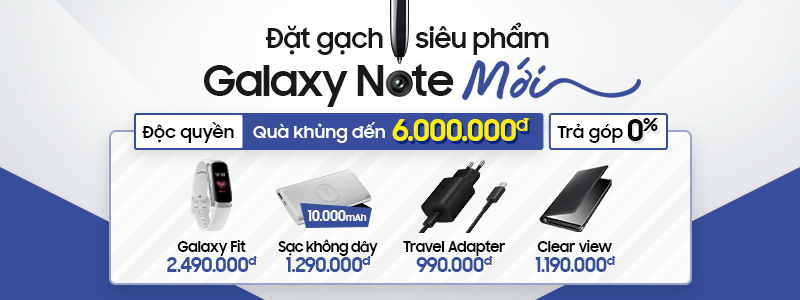 Đặt gạch siêu phẩm
Galaxy Note Mới
Độc quyền Quà khủng đến 6.000.000đ Trả góp 0%
10.000mAh
Galaxy Fit Sạc không dây Travel Adapter Clear view
2.490.000đ 1.290.000đ 990.000đ 1.190.000đ